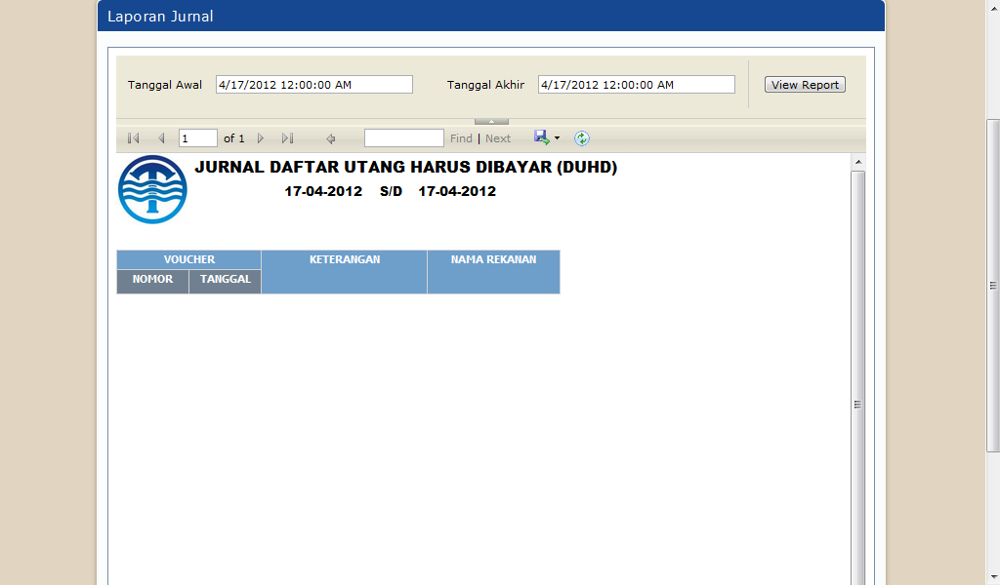 Laporan Jurnal
Tanggal Awal 4/17/2012 12:00:00 AM Tanggal Akhir 4/17/2012 12:00:00 AM View Report
1 of 1 Find | Next
JURNAL DAFTAR UTANG HARUS DIBAYAR (DUHD)
17-04-2012 S/D 17-04-2012
VOUCHER KETERANGAN NAMA REKANAN
NOMOR TANGGAL